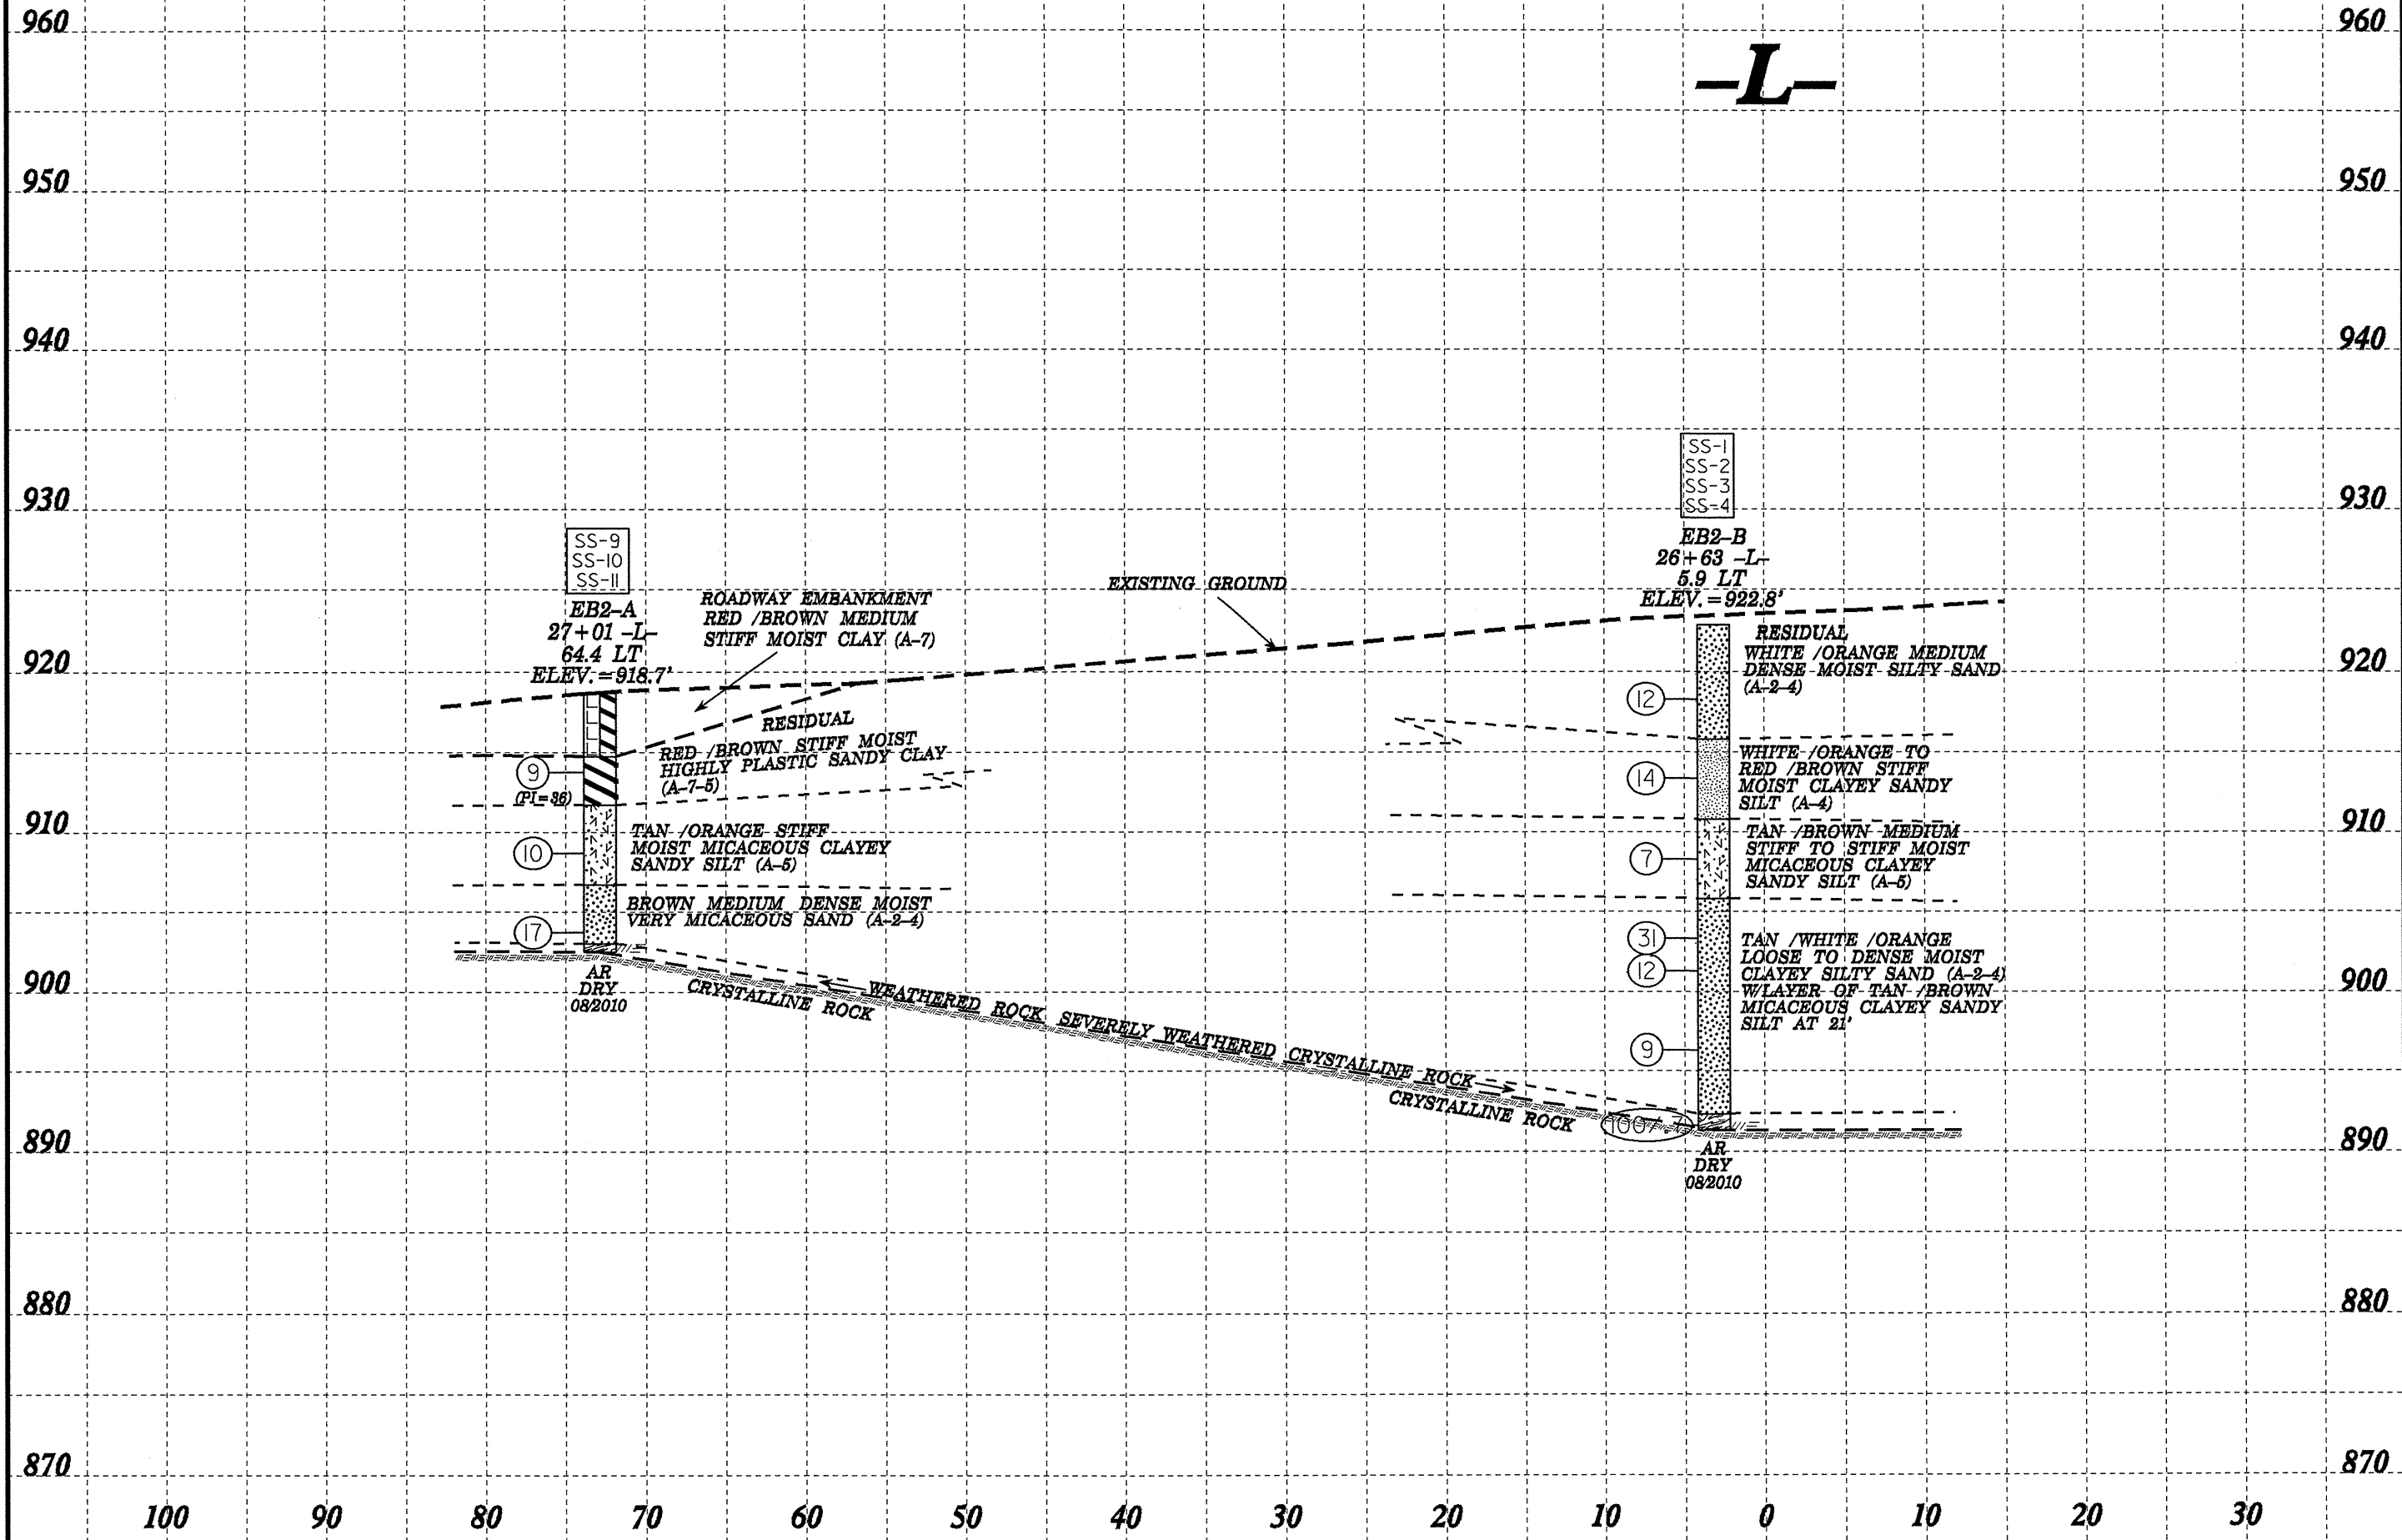 960
960
-L-
950
950
940
940
930
930
SS-1
SS-2
SS-3
SS-4
EB2-B
26+63 -L-
5.9 LT
ELEV.=922.8'
SS-9
SS-10
SS-11
EB2-A
27+01 -L-
64.4 LT
ELEV.=918.7'
ROADWAY EMBANKMENT
RED /BROWN MEDIUM
STIFF MOIST CLAY (A-7)
EXISTING GROUND
920
920
RESIDUAL
WHITE /ORANGE MEDIUM
DENSE MOIST SILTY SAND
(A-2-4)
12
RESIDUAL
RED /BROWN STIFF MOIST
HIGHLY PLASTIC SANDY CLAY
(A-7-5)
9
(PI=36)
WHITE /ORANGE TO
RED /BROWN STIFF
MOIST CLAYEY SANDY
SILT (A-4)
14
910
910
TAN /ORANGE STIFF
MOIST MICACEOUS CLAYEY
SANDY SILT (A-5)
10
TAN /BROWN MEDIUM
STIFF TO STIFF MOIST
MICACEOUS CLAYEY
SANDY SILT (A-5)
7
BROWN MEDIUM DENSE MOIST
VERY MICACEOUS SAND (A-2-4)
17
31
12
TAN /WHITE /ORANGE
LOOSE TO DENSE MOIST
CLAYEY SILTY SAND (A-2-4)
W/LAYER OF TAN /BROWN
MICACEOUS CLAYEY SANDY
SILT AT 21'
9
900
900
AR
DRY
08/2010
CRYSTALLINE ROCK
WEATHERED ROCK SEVERELY WEATHERED CRYSTALLINE ROCK
CRYSTALLINE ROCK
890
890
AR
DRY
08/2010
880
880
870
870
100 90 80 70 60 50 40 30 20 10 0 10 20 30